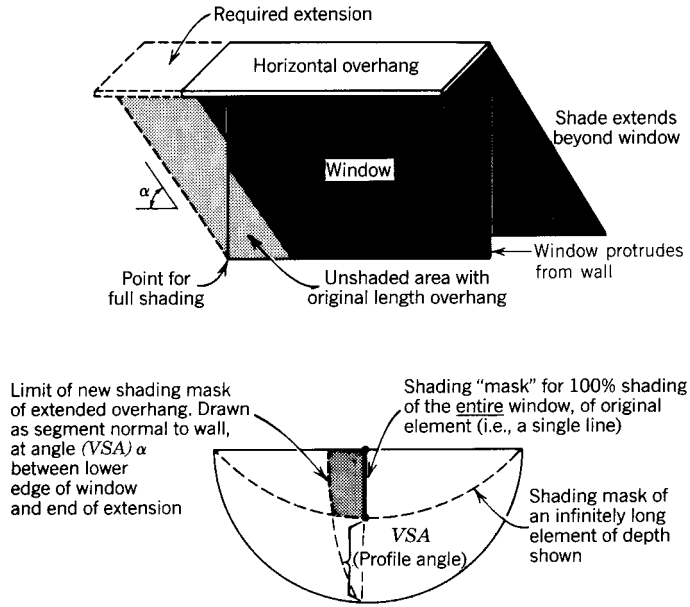 Required extension
Horizontal overhang
Shade extends
beyond window
Window
α
Window protrudes
from wall
Point for
full shading
Unshaded area with
original length overhang
Limit of new shading mask
of extended overhang. Drawn
as segment normal to wall,
at angle (VSA) α
between lower
edge of window
and end of extension
Shading “mask” for 100% shading
of the entire window, of original
element (i.e., a single line)
VSA
(Profile angle)
Shading mask of
an infinitely long
element of depth
shown